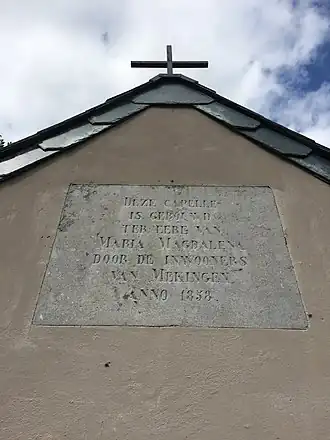 DEZE CAPELLE
IS GEBOUWD
TER EERE VAN
MARIA MAGDALENA
DOOR DE INWOONERS
VAN MEKINGEN
ANNO 1858.